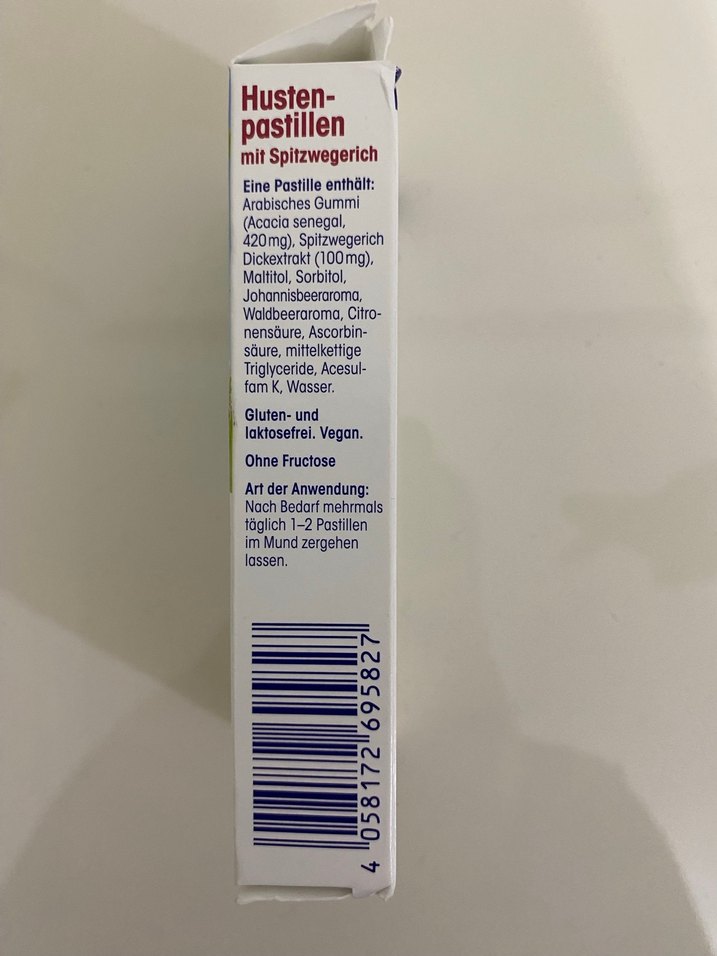 Husten-
pastillen
mit Spitzwegerich
Eine Pastille enthält:
Arabisches Gummi
(Acacia senegal,
420 mg), Spitzwegerich
Dickextrakt (100 mg),
Maltitol, Sorbitol,
Johannisbeeraroma,
Waldbeeraroma, Citro-
nensäure, Ascorbin-
säure, mittelkettige
Triglyceride, Acesul-
fam K, Wasser.
Gluten- und
laktosefrei. Vegan.
Ohne Fructose
Art der Anwendung:
Nach Bedarf mehrmals
täglich 1–2 Pastillen
im Mund zergehen
lassen.
4 058172 695827